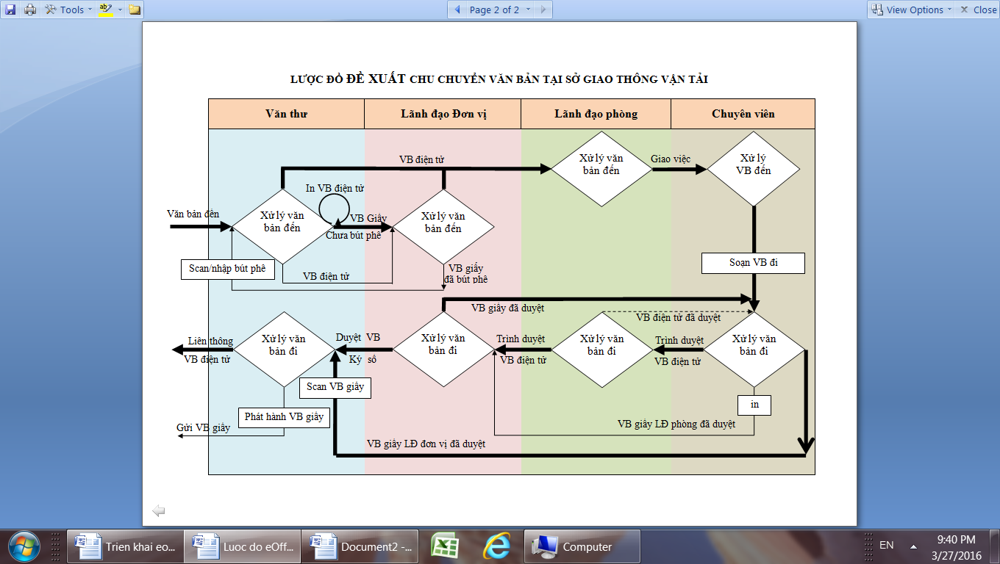 Tools
Page 2 of 2
View Options
Close
LƯỢC ĐỒ ĐỀ XUẤT CHU CHUYỂN VĂN BẢN TẠI SỞ GIAO THÔNG VẬN TẢI
Văn thư
Lãnh đạo Đơn vị
Lãnh đạo phòng
Chuyên viên
VB điện tử
Xử lý văn
bản đến
Giao việc
Xử lý
VB đến
In VB điện tử
Văn bản đến
Xử lý văn
bản đến
VB Giấy
Chưa bút phê
Xử lý văn
bản đến
Scan/nhập bút phê
VB điện tử
VB giấy
đã bút phê
Soạn VB đi
VB giấy đã duyệt
VB điện tử đã duyệt
Liên thông
VB điện tử
Xử lý văn
bản đi
Duyệt VB
Ký số
Xử lý văn
bản đi
Trình duyệt
VB điện tử
Xử lý văn
bản đi
Trình duyệt
VB điện tử
Xử lý văn
bản đi
Scan VB giấy
in
Phát hành VB giấy
Gửi VB giấy
VB giấy LĐ phòng đã duyệt
VB giấy LĐ đơn vị đã duyệt
Trien khai eo...
Luoc do eOff...
Document2 -...
Computer
EN
9:40 PM
3/27/2016